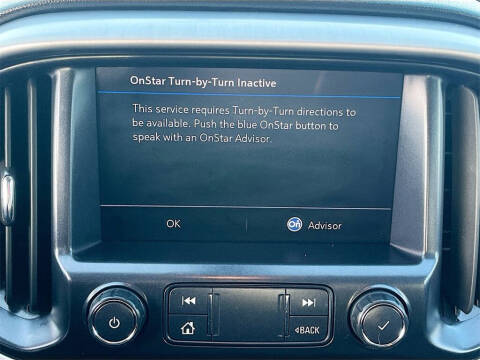 OnStar Turn-by-Turn Inactive
This service requires Turn-by-Turn directions to
be available. Push the blue OnStar button to
speak with an OnStar Advisor.
OK On Advisor
BACK